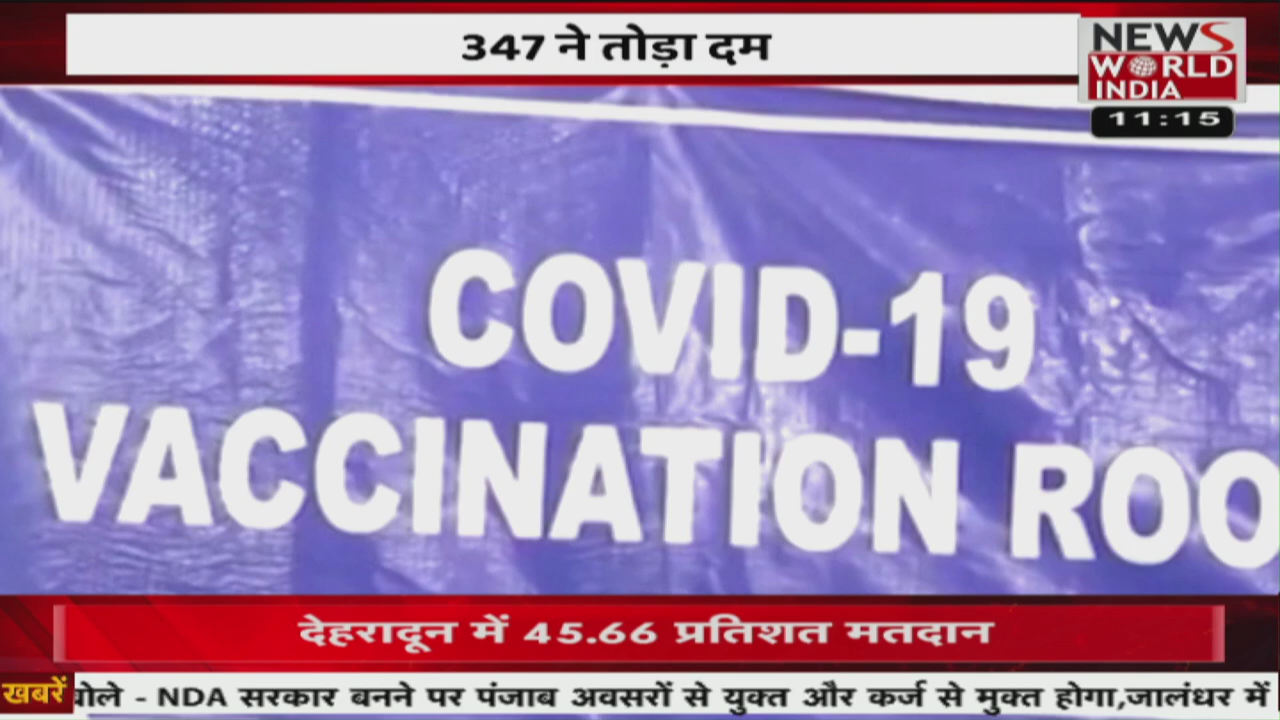 347 ने तोड़ा दम
NEWS
WORLD
INDIA
11:15
COVID-19
VACCINATION ROO
देहरादून में 45.66 प्रतिशत मतदान
खबरें
बोले - NDA सरकार बनने पर पंजाब अवसरों से युक्त और कर्ज से मुक्त होगा,जालंधर में